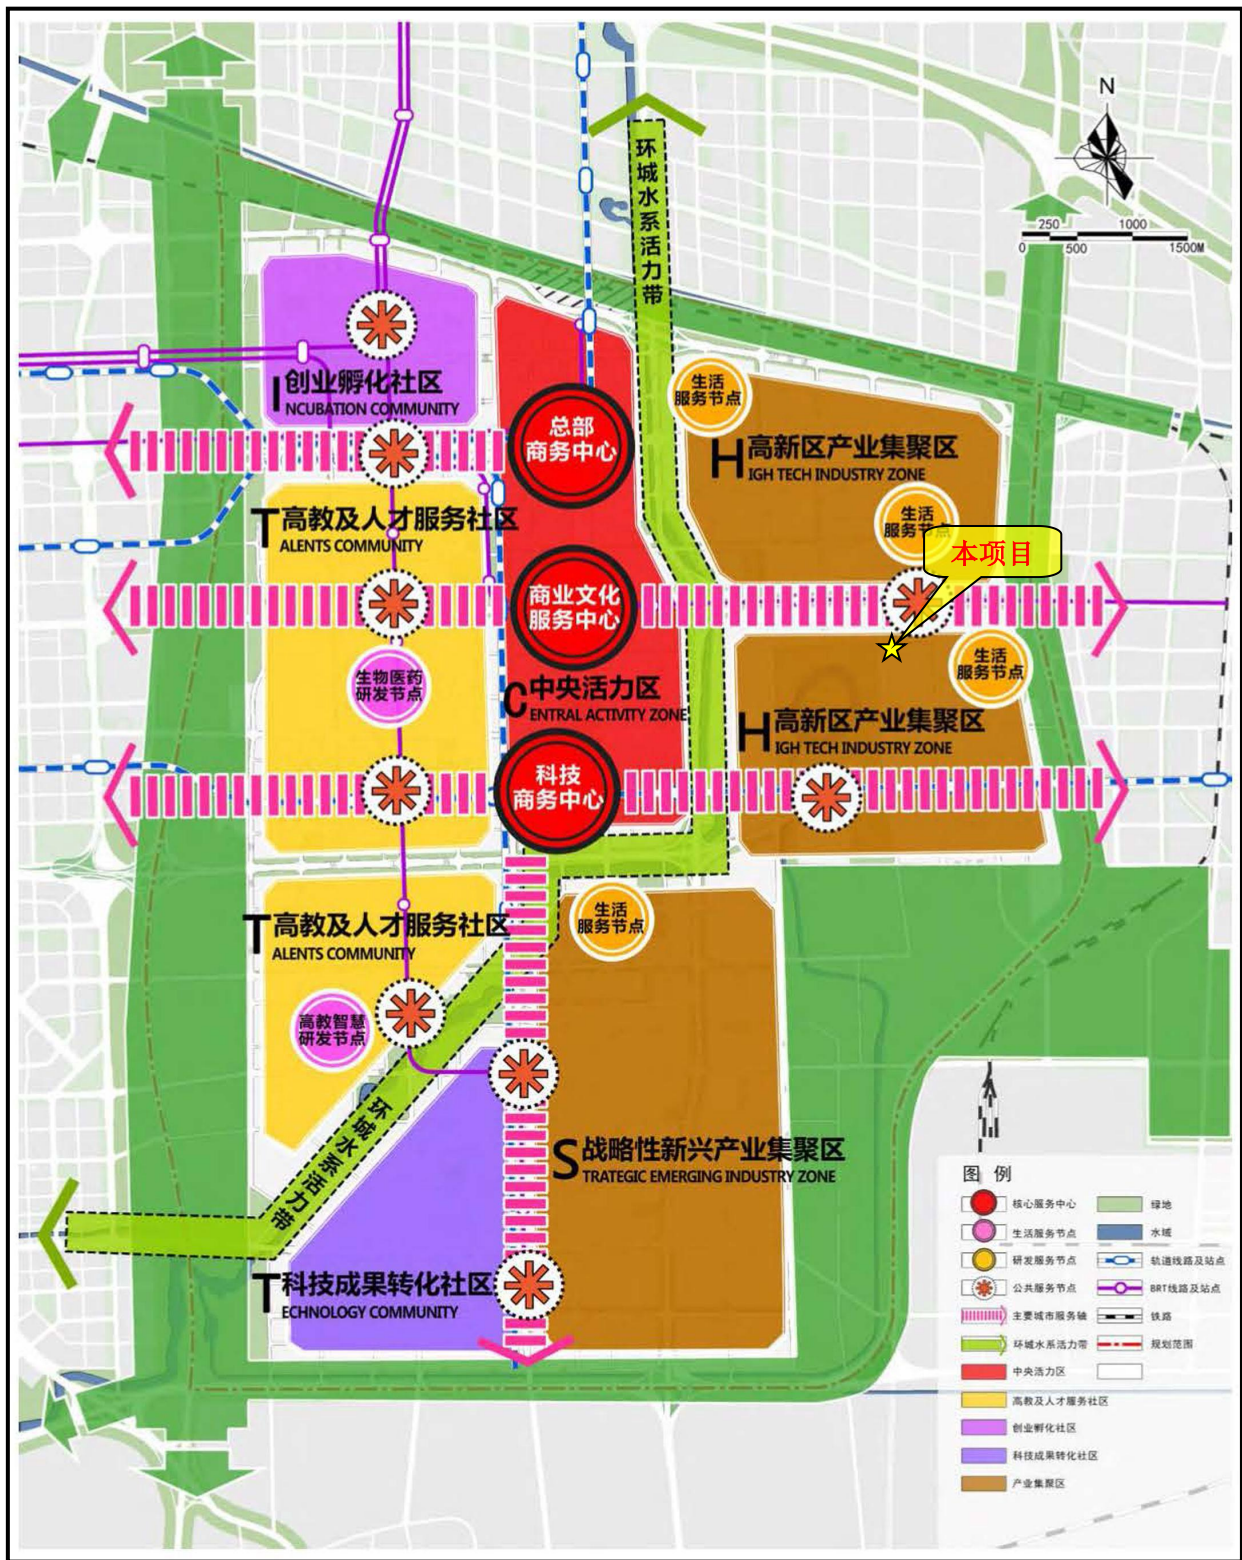 N
250
1000
0
500
1500M
环城水系活力带
I创业孵化社区
NCUBATION COMMUNITY
总部
商务中心
生活
服务节点
H高新区产业集聚区
IGH TECH INDUSTRY ZONE
生活
服务节点
本项目
T高教及人才服务社区
ALENTS COMMUNITY
商业文化
服务中心
生物医药
研发节点
C中央活力区
ENTRAL ACTIVITY ZONE
生活
服务节点
H高新区产业集聚区
IGH TECH INDUSTRY ZONE
科技
商务中心
T高教及人才服务社区
ALENTS COMMUNITY
生活
服务节点
高教智慧
研发节点
环城水系活力带
S战略性新兴产业集聚区
TRATEGIC EMERGING INDUSTRY ZONE
T科技成果转化社区
ECHNOLOGY COMMUNITY
图 例
核心服务中心
绿地
生活服务节点
水域
研发服务节点
轨道线路及站点
公共服务节点
BRT线路及站点
主要城市服务轴
铁路
环城水系活力带
规划范围
中央活力区
高教及人才服务社区
创业孵化社区
科技成果转化社区
产业集聚区